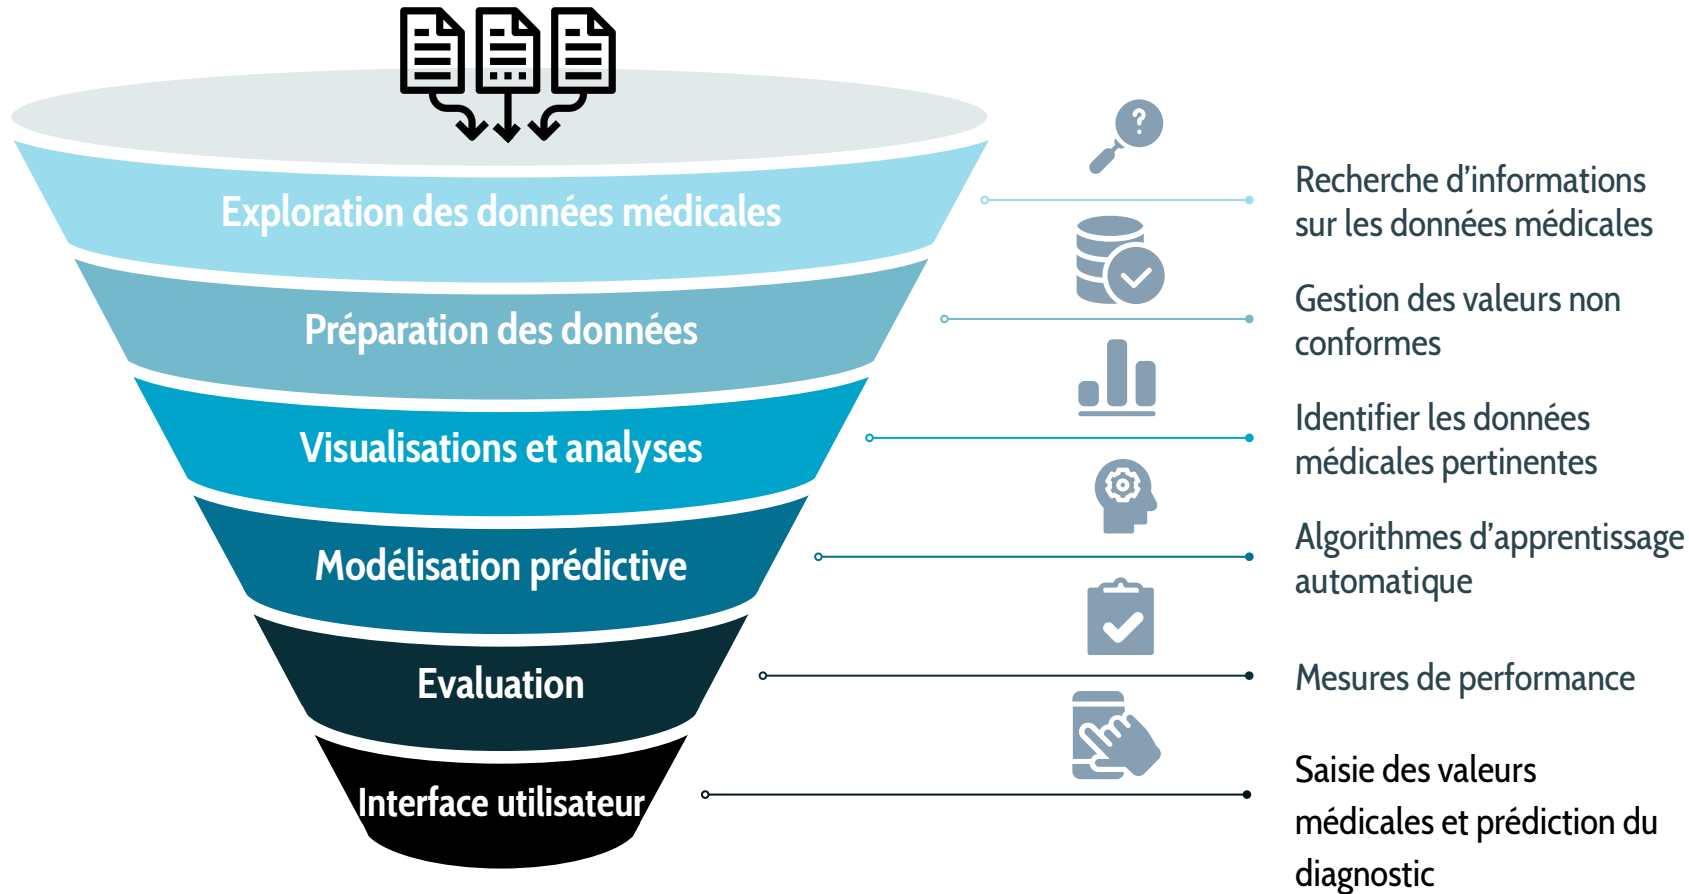 Exploration des données médicales
Recherche d’informations
sur les données médicales
Préparation des données
Gestion des valeurs non
conformes
Visualisations et analyses
Identifier les données
médicales pertinentes
Modélisation prédictive
Algorithmes d’apprentissage
automatique
Evaluation
Mesures de performance
Interface utilisateur
Saisie des valeurs
médicales et prédiction du
diagnostic